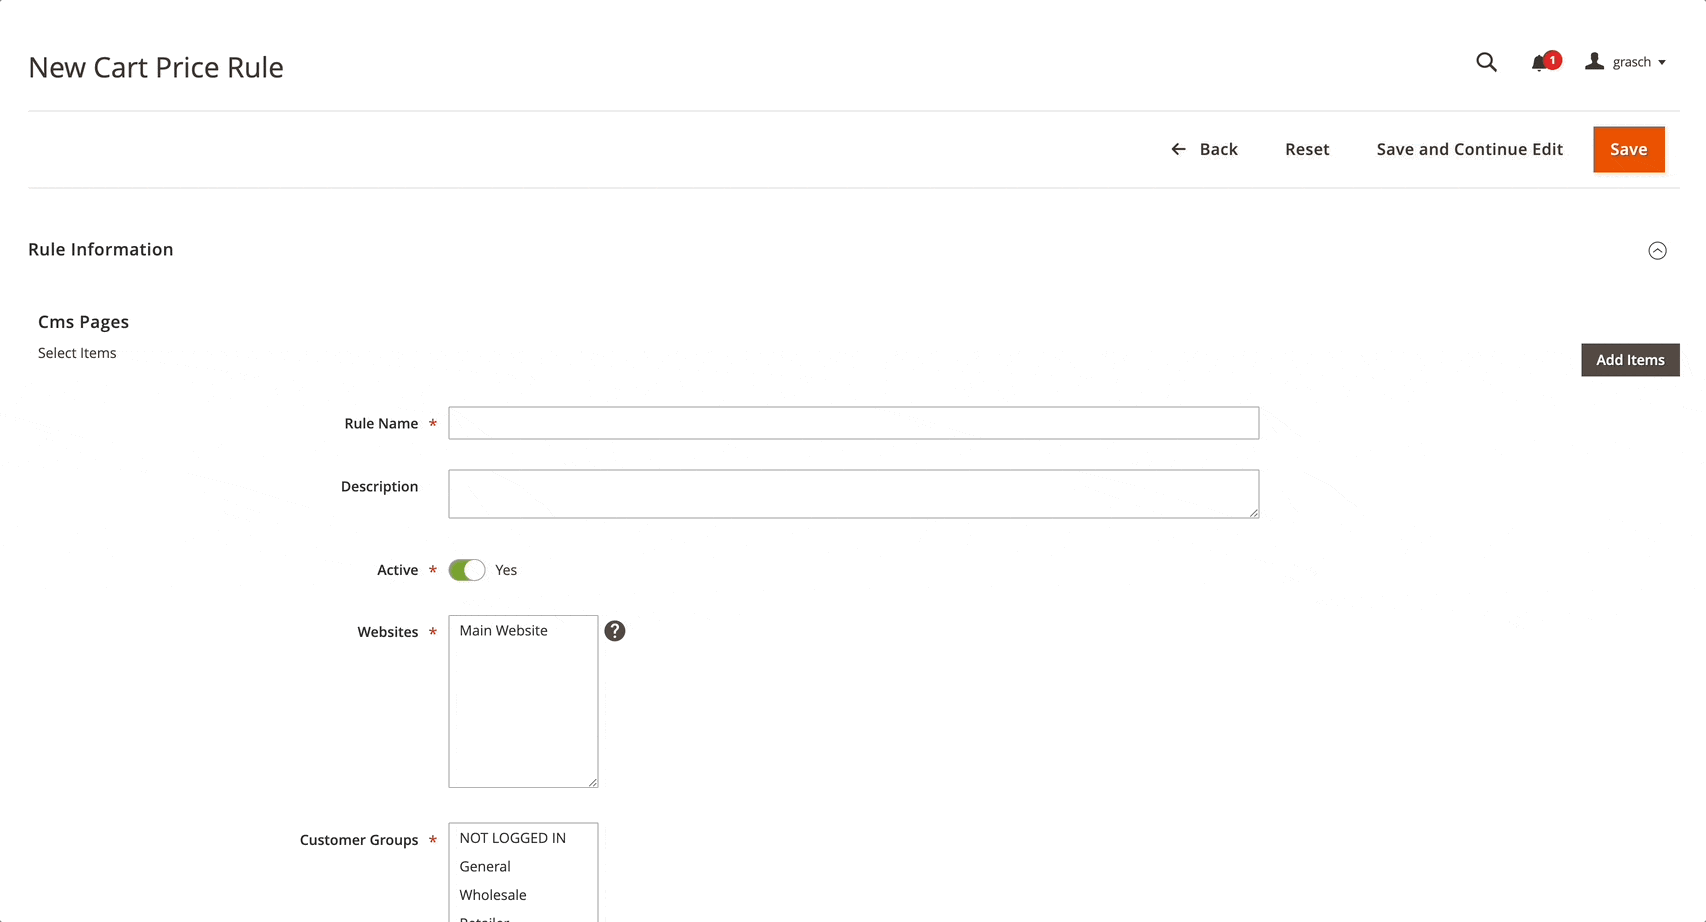 New Cart Price Rule
1
grasch
Back
Reset
Save and Continue Edit
Save
Rule Information
Cms Pages
Select Items
Add Items
Rule Name *
Description
Active * Yes
Websites * Main Website ?
Customer Groups * NOT LOGGED IN
General
Wholesale
Retailer